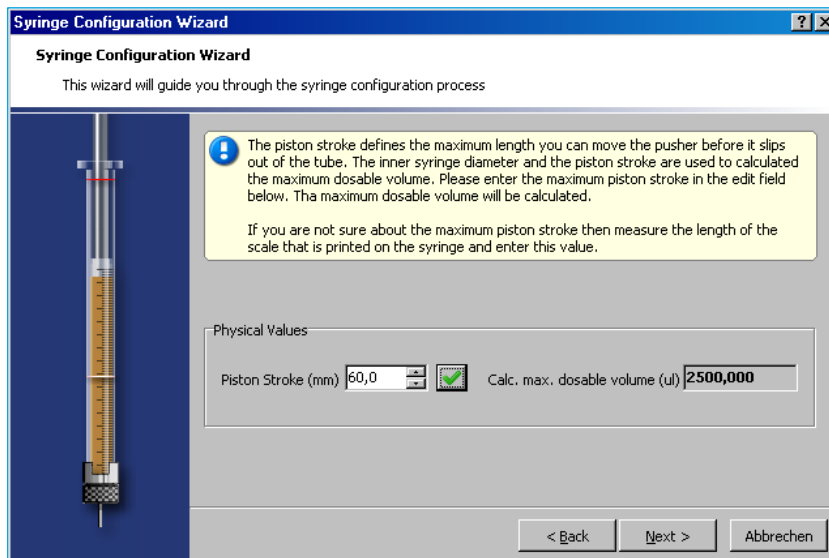 Syringe Configuration Wizard
Syringe Configuration Wizard
This wizard will guide you through the syringe configuration process
The piston stroke defines the maximum length you can move the pusher before it slips
out of the tube. The inner syringe diameter and the piston stroke are used to calculated
the maximum dosable volume. Please enter the maximum piston stroke in the edit field
below. Tha maximum dosable volume will be calculated.
If you are not sure about the maximum piston stroke then measure the length of the
scale that is printed on the syringe and enter this value.
Physical Values
Piston Stroke (mm) 60,0 Calc. max. dosable volume (ul) 2500,000
< Back Next > Abbrechen